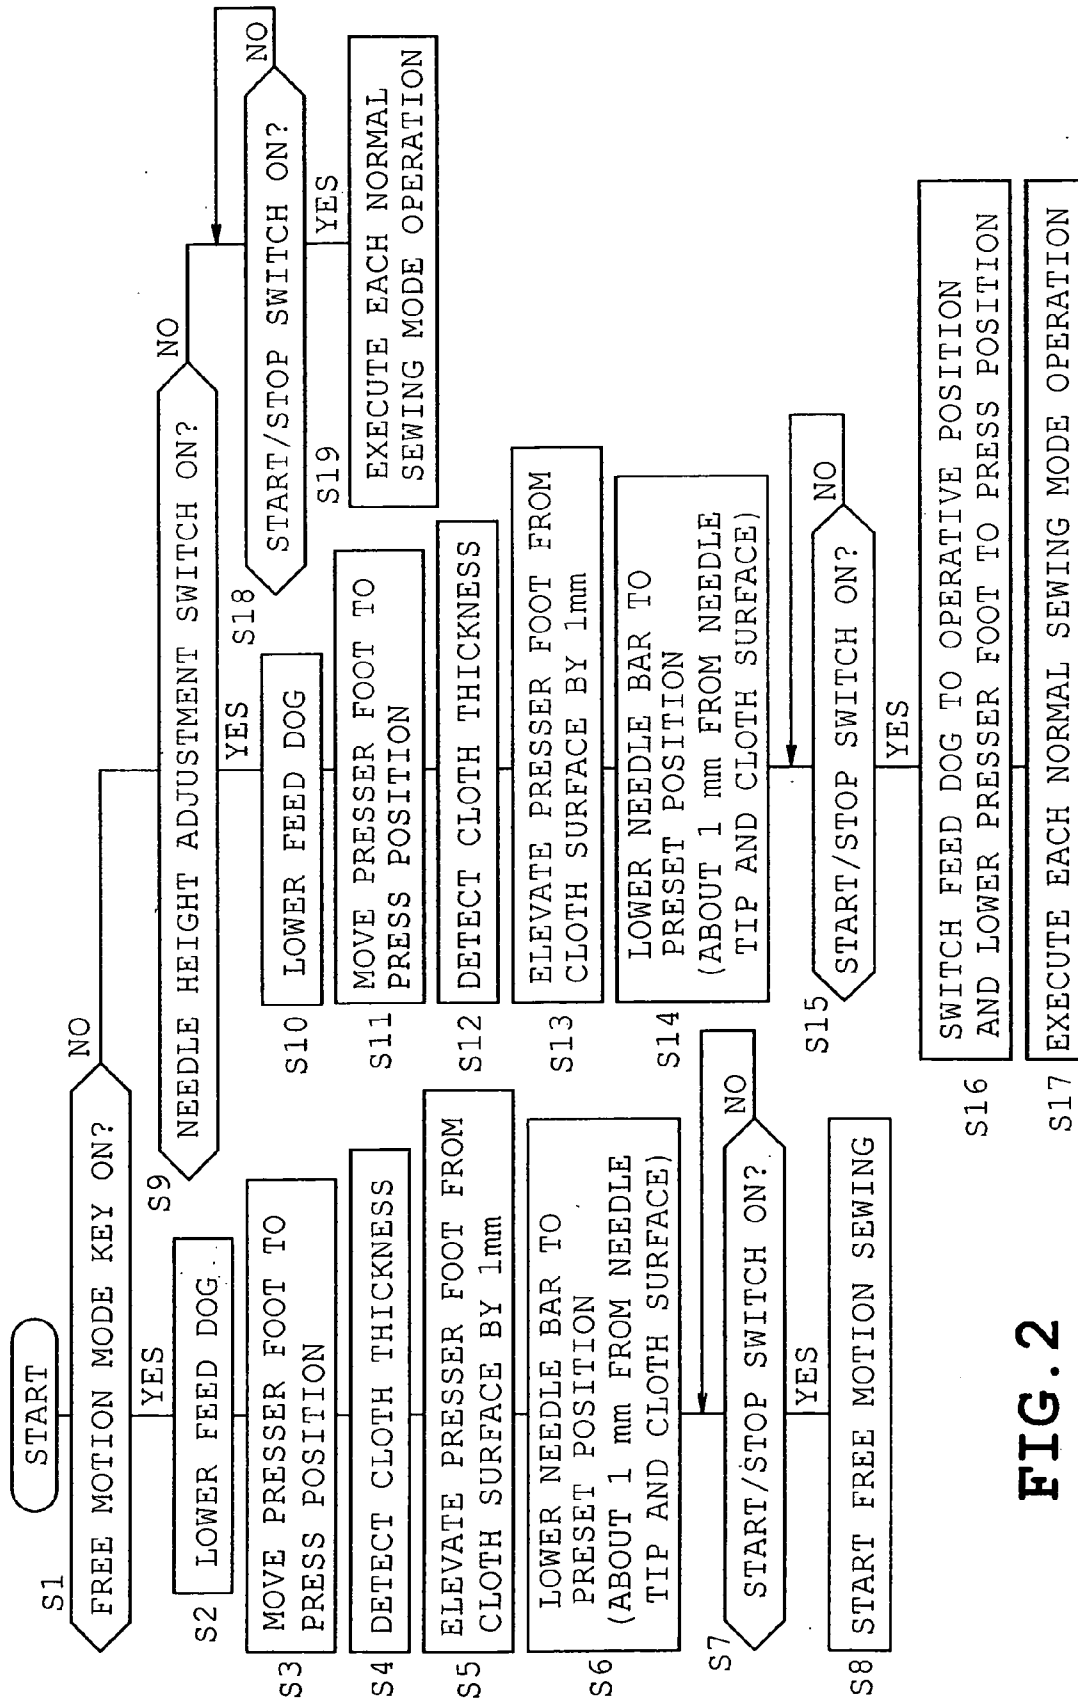 START
S1
FREE MOTION MODE KEY ON?
NO
YES
S2
LOWER FEED DOG
S3
MOVE PRESSER FOOT TO
PRESS POSITION
S4
DETECT CLOTH THICKNESS
S5
ELEVATE PRESSER FOOT FROM
CLOTH SURFACE BY 1mm
S6
LOWER NEEDLE BAR TO
PRESET POSITION
(ABOUT 1 mm FROM NEEDLE
TIP AND CLOTH SURFACE)
S7
START/STOP SWITCH ON?
NO
YES
S8
START FREE MOTION SEWING
S9
NEEDLE HEIGHT ADJUSTMENT SWITCH ON?
NO
YES
S10
LOWER FEED DOG
S11
MOVE PRESSER FOOT TO
PRESS POSITION
S12
DETECT CLOTH THICKNESS
S13
ELEVATE PRESSER FOOT FROM
CLOTH SURFACE BY 1mm
S14
LOWER NEEDLE BAR TO
PRESET POSITION
(ABOUT 1 mm FROM NEEDLE
TIP AND CLOTH SURFACE)
S15
START/STOP SWITCH ON?
NO
YES
S16
SWITCH FEED DOG TO OPERATIVE POSITION
AND LOWER PRESSER FOOT TO PRESS POSITION
S17
EXECUTE EACH NORMAL SEWING MODE OPERATION
S18
START/STOP SWITCH ON?
NO
YES
S19
EXECUTE EACH NORMAL
SEWING MODE OPERATION
FIG.2